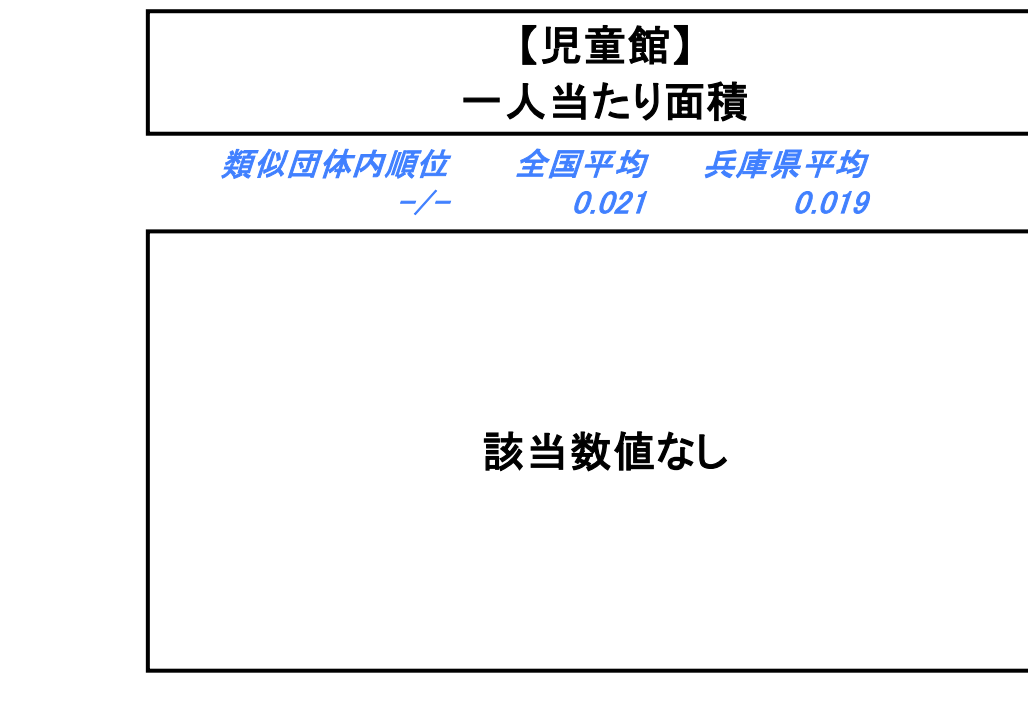 【児童館】
一人当たり面積
類似団体内順位 全国平均 兵庫県平均
-/- 0.021 0.019
該当数値なし